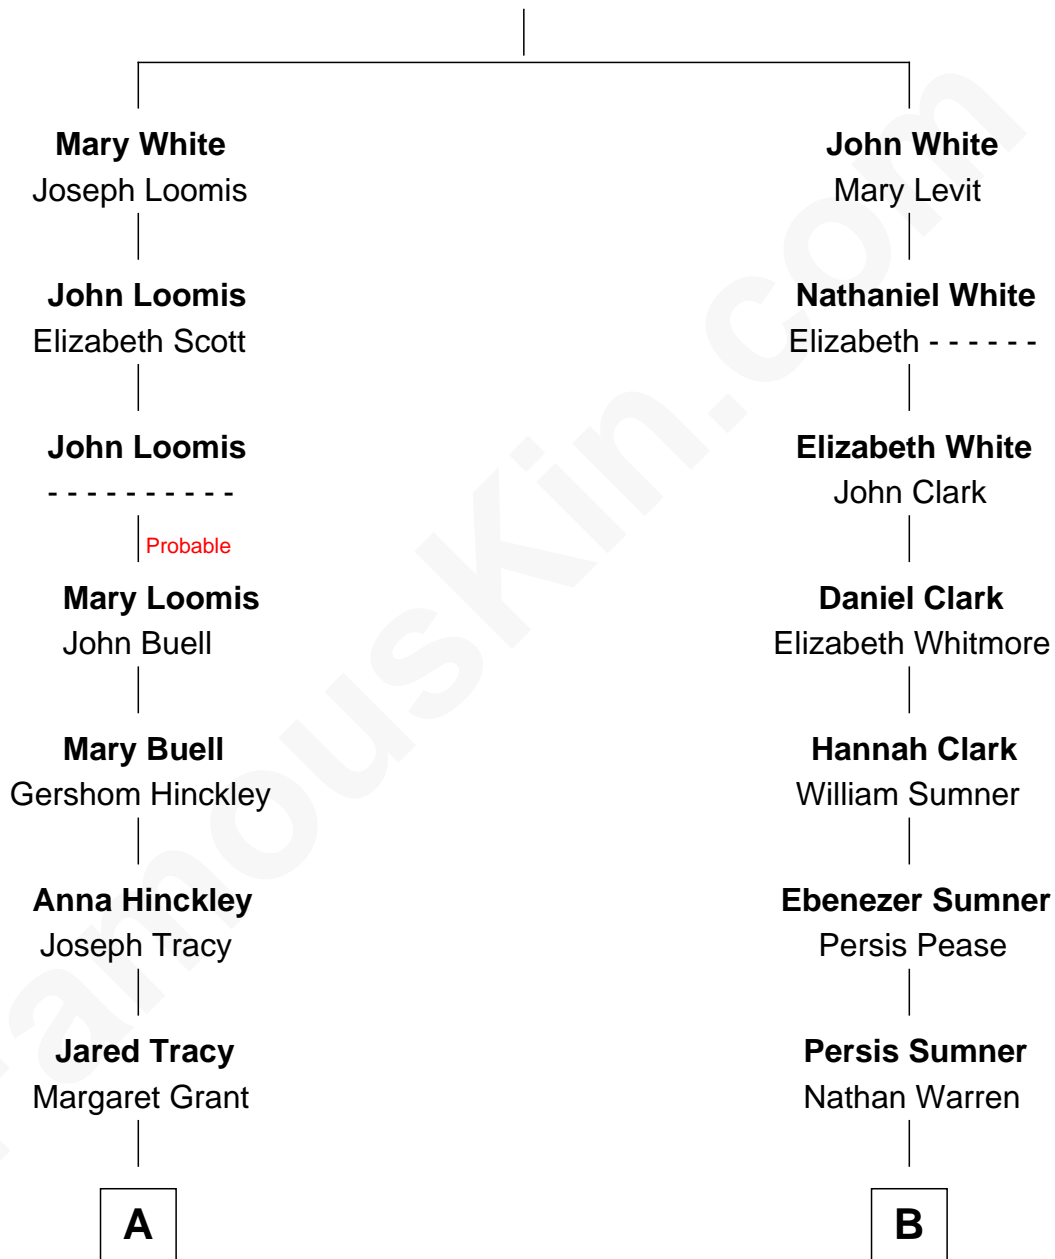 Mary White
Joseph Loomis
John Loomis
Elizabeth Scott
John Loomis
- - - - - - - - - -
Probable
Mary Loomis
John Buell
Mary Buell
Gershom Hinckley
Anna Hinckley
Joseph Tracy
Jared Tracy
Margaret Grant
A
John White
Mary Levit
Nathaniel White
Elizabeth - - - - - -
Elizabeth White
John Clark
Daniel Clark
Elizabeth Whitmore
Hannah Clark
William Sumner
Ebenezer Sumner
Persis Pease
Persis Sumner
Nathan Warren
B
FamousKin.com